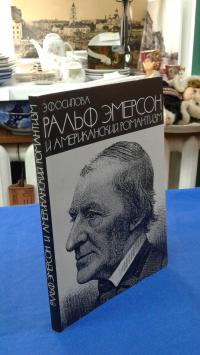 Э.Ф.ОСИПОВА
РАЛЬФ ЭМЕРСОН
И АМЕРИКАНСКИЙ РОМАНТИЗМ
РАЛЬФ ЭМЕРСОН И АМЕРИКАНСКИЙ РОМАНТИЗМ